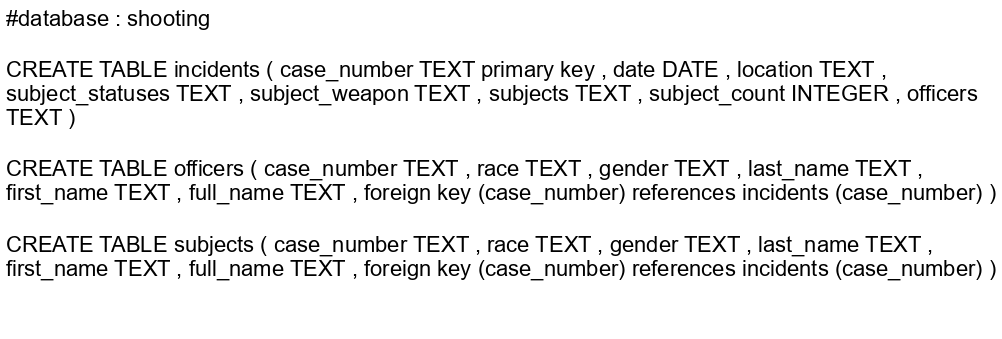 #database : shooting
CREATE TABLE incidents ( case_number TEXT primary key , date DATE , location TEXT ,
subject_statuses TEXT , subject_weapon TEXT , subjects TEXT , subject_count INTEGER , officers
TEXT )
CREATE TABLE officers ( case_number TEXT , race TEXT , gender TEXT , last_name TEXT ,
first_name TEXT , full_name TEXT , foreign key (case_number) references incidents (case_number) )
CREATE TABLE subjects ( case_number TEXT , race TEXT , gender TEXT , last_name TEXT ,
first_name TEXT , full_name TEXT , foreign key (case_number) references incidents (case_number) )